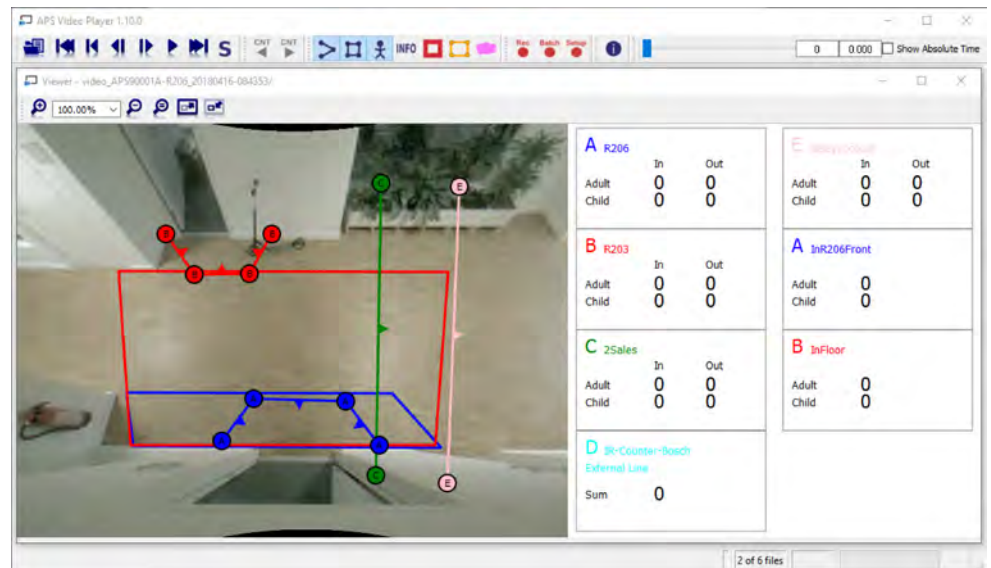 APS Video Player 1.10.0
S CNT CNT INFO Rec Batch Setup 0 0.000 Show Absolute Time
Viewer - video_APS90001A-R206_20180416-084353/
100.00%
A R206
In Out
Adult 0 0
Child 0 0
B R203
In Out
Adult 0 0
Child 0 0
C 2Sales
In Out
Adult 0 0
Child 0 0
D IR-Counter-Bosch
External Line
Sum 0
E
In Out
Adult 0 0
Child 0 0
A InR206Front
Adult 0
Child 0
B InFloor
Adult 0
Child 0
C E
B B
B B
A A
A A
C E
2 of 6 files